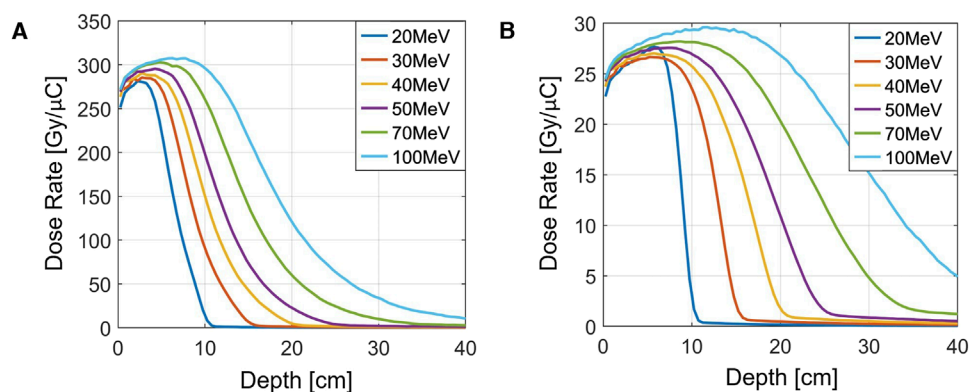 A
Dose Rate [Gy/μC]
350
300
250
200
150
100
50
0
0 10 20 30 40
Depth [cm]
20MeV
30MeV
40MeV
50MeV
70MeV
100MeV
B
Dose Rate [Gy/μC]
30
25
20
15
10
5
0
0 10 20 30 40
Depth [cm]
20MeV
30MeV
40MeV
50MeV
70MeV
100MeV